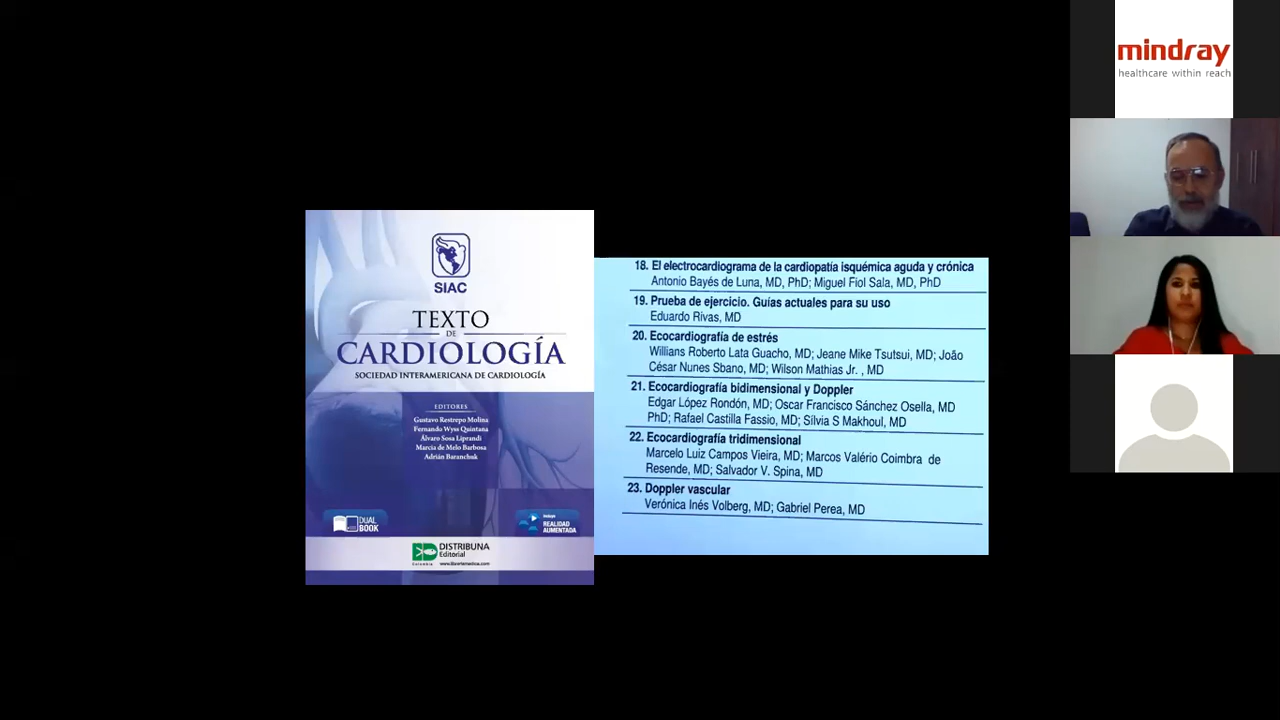 SIAC
TEXTO
DE
CARDIOLOGÍA
SOCIEDAD INTERAMERICANA DE CARDIOLOGÍA
EDITORES
Gustavo Restrepo Molina
Fernando Wyss Quintana
Álvaro Sosa Liprandi
Marcia de Melo Barbosa
Adrián Baranchuk
DUAL
BOOK
Incluye
REALIDAD
AUMENTADA
DISTRIBUNA
Editorial
Colombia
www.libreriamedica.com
18. El electrocardiograma de la cardiopatía isquémica aguda y crónica
Antonio Bayés de Luna, MD, PhD; Miguel Fiol Sala, MD, PhD
19. Prueba de ejercicio. Guías actuales para su uso
Eduardo Rivas, MD
20. Ecocardiografía de estrés
Willians Roberto Lata Guacho, MD; Jeane Mike Tsutsui, MD; João
César Nunes Sbano, MD; Wilson Mathias Jr. , MD
21. Ecocardiografía bidimensional y Doppler
Edgar López Rondón, MD; Oscar Francisco Sánchez Osella, MD
PhD; Rafael Castilla Fassio, MD; Sílvia S Makhoul, MD
22. Ecocardiografía tridimensional
Marcelo Luiz Campos Vieira, MD; Marcos Valério Coimbra de
Resende, MD; Salvador V. Spina, MD
23. Doppler vascular
Verónica Inés Volberg, MD; Gabriel Perea, MD
mindray
healthcare within reach